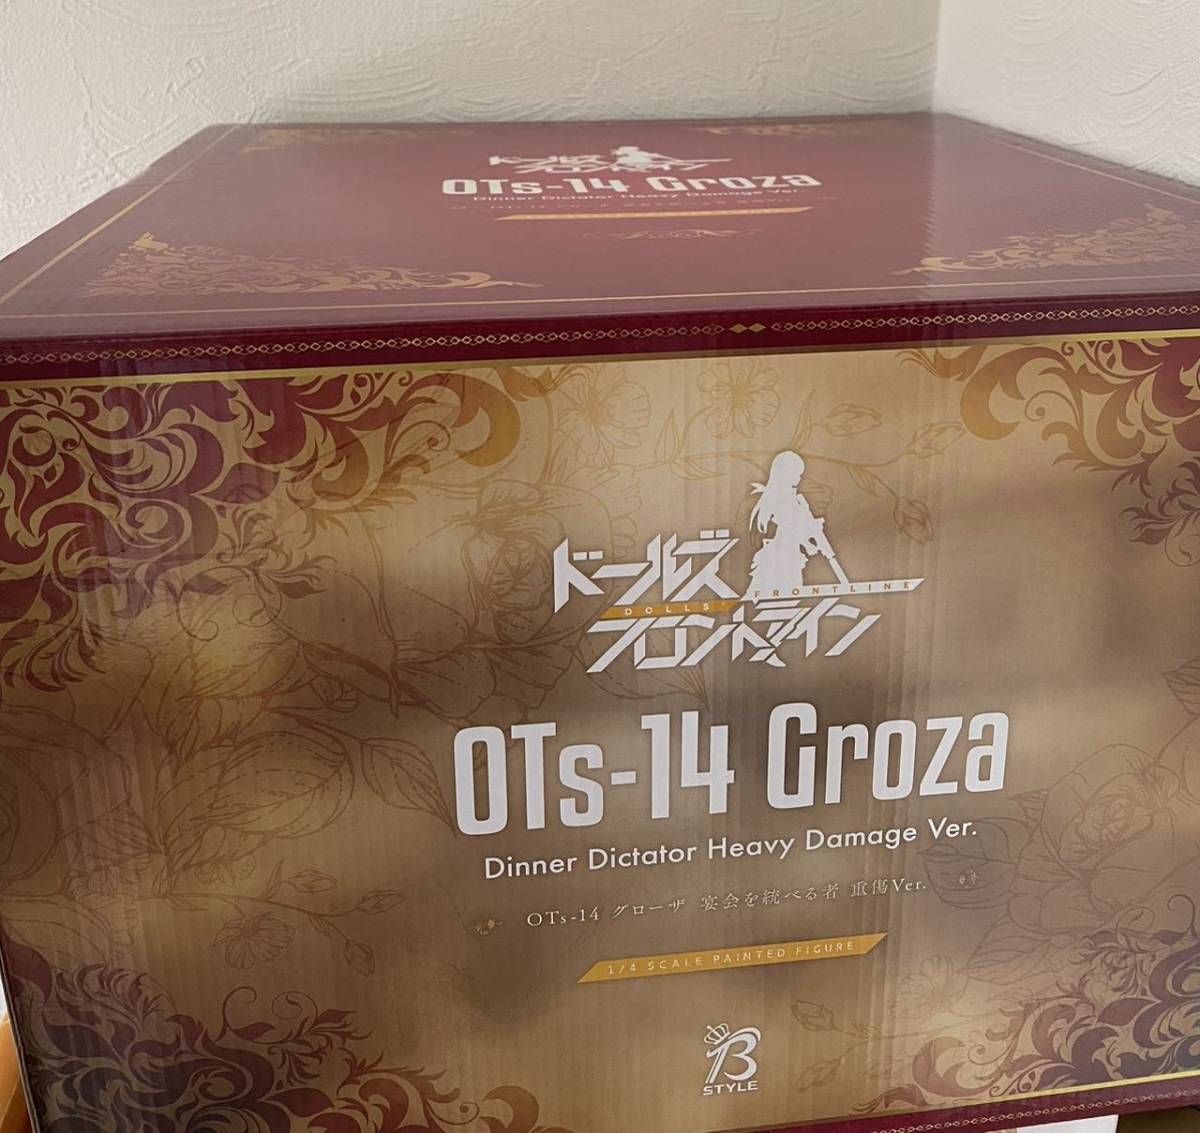 ドールズ
フロントライン
OTs-14 Groza
Dinner Dictator Heavy Damage Ver.
ドールズ
DOLLS' FRONTLINE
フロントライン
OTs-14 Groza
Dinner Dictator Heavy Damage Ver.
OTs-14 グローザ 宴会を統べる者 重傷Ver.
1/4 SCALE PAINTED FIGURE
B
STYLE